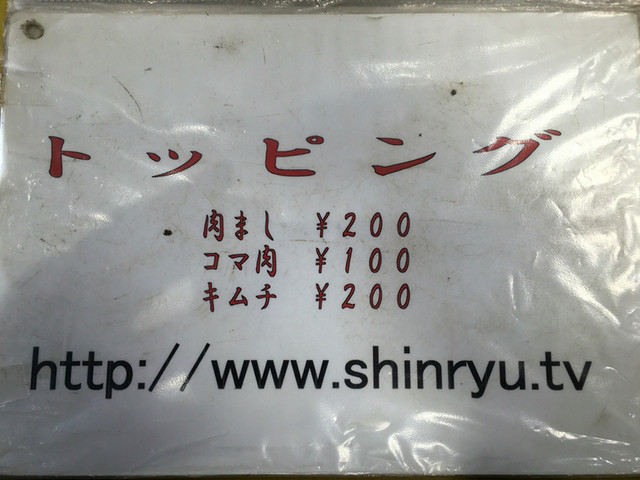 トッピング
肉まし ¥200
コマ肉 ¥100
キムチ ¥200
http://www.shinryu.tv